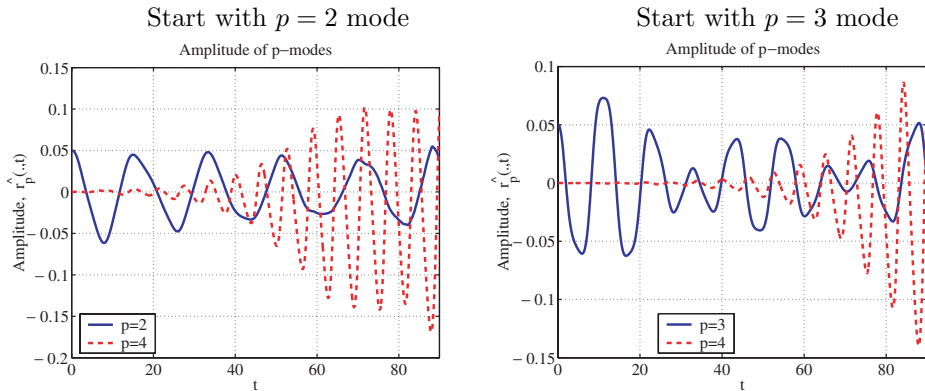 Start with p = 2 mode
Amplitude of p−modes
0.15
0.1
0.05
0
−0.05
−0.1
−0.15
−0.2
0 20 40 60 80
t
Amplitude, r̂p(.,t)
p=2
p=4
Start with p = 3 mode
Amplitude of p−modes
0.1
0.05
0
−0.05
−0.1
−0.15
0 20 40 60 80
t
Amplitude, r̂p(.,t)
p=3
p=4